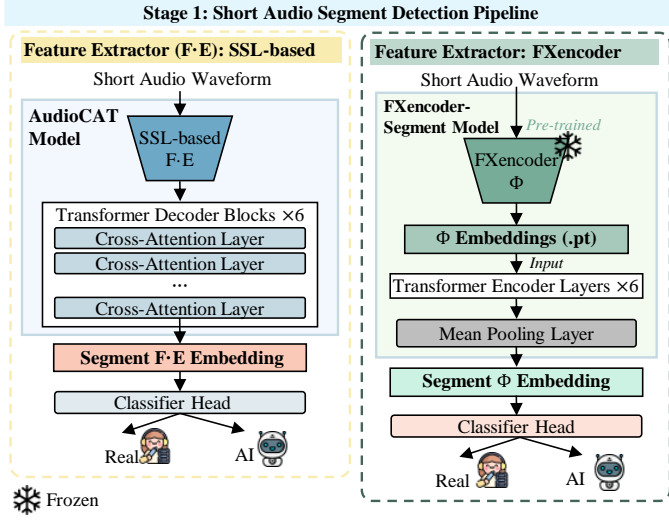 Stage 1: Short Audio Segment Detection Pipeline
Feature Extractor (F·E): SSL-based
Short Audio Waveform
AudioCAT
Model
SSL-based
F·E
Transformer Decoder Blocks ×6
Cross-Attention Layer
Cross-Attention Layer
...
Cross-Attention Layer
Segment F·E Embedding
Classifier Head
Real
AI
Frozen
Feature Extractor: FXencoder
Short Audio Waveform
FXencoder-
Segment Model
Pre-trained
FXencoder
Φ
Φ Embeddings (.pt)
Input
Transformer Encoder Layers ×6
Mean Pooling Layer
Segment Φ Embedding
Classifier Head
Real
AI